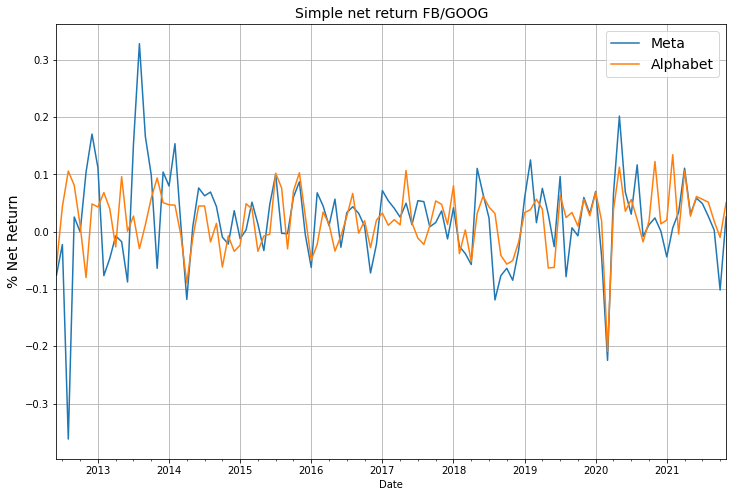 Simple net return FB/GOOG
Meta
Alphabet
% Net Return
0.3
0.2
0.1
0.0
−0.1
−0.2
−0.3
2013 2014 2015 2016 2017 2018 2019 2020 2021
Date